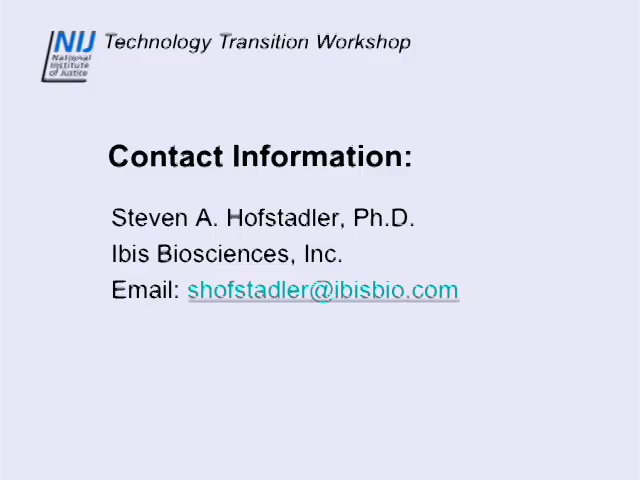 NIJ Technology Transition Workshop
National
Institute
of Justice
Contact Information:
Steven A. Hofstadler, Ph.D.
Ibis Biosciences, Inc.
Email: shofstadler@ibisbio.com